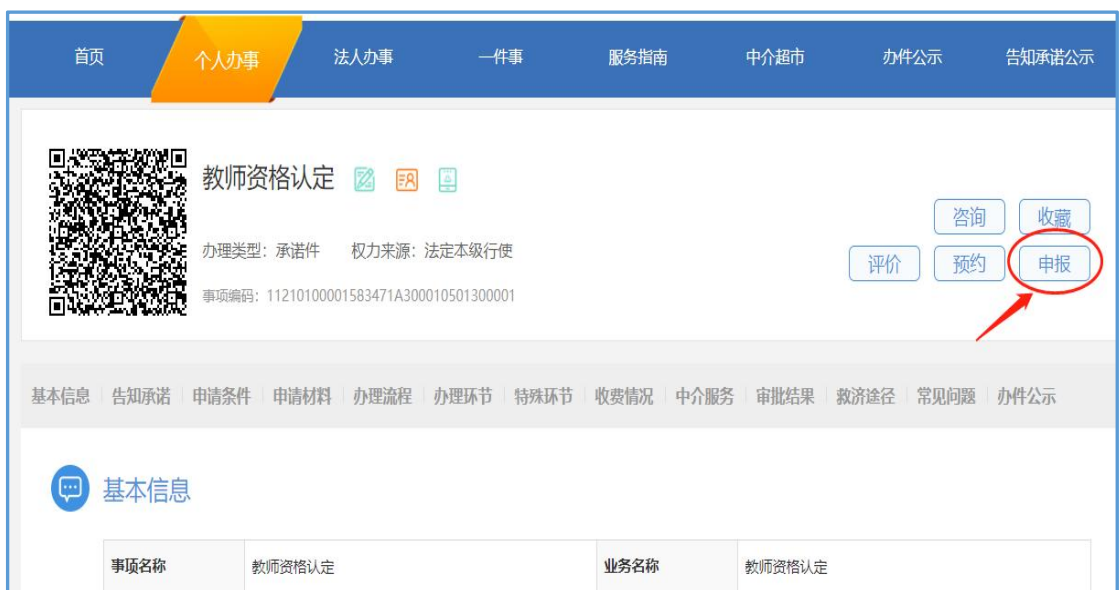 首页 个人办事 法人办事 一件事 服务指南 中介超市 办件公示 告知承诺公示
教师资格认定
咨询 收藏
办理类型：承诺件 权力来源：法定本级行使
评价 预约 申报
事项编码：11210100001583471A300010501300001
基本信息 告知承诺 申请条件 申请材料 办理流程 办理环节 特殊环节 收费情况 中介服务 审批结果 救济途径 常见问题 办件公示
基本信息
事项名称 教师资格认定 业务名称 教师资格认定